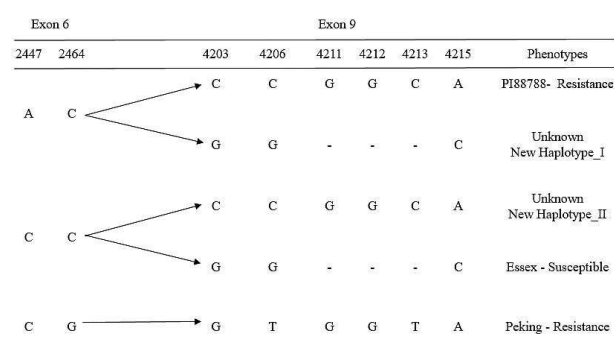 Exon 6 Exon 9
2447 2464 4203 4206 4211 4212 4213 4215 Phenotypes
C C G G C A PI88788- Resistance
A C
G G - - - C Unknown
New Haplotype_I
C C G G C A Unknown
New Haplotype_II
C C
G G - - - C Essex - Susceptible
C G G T G G T A Peking - Resistance